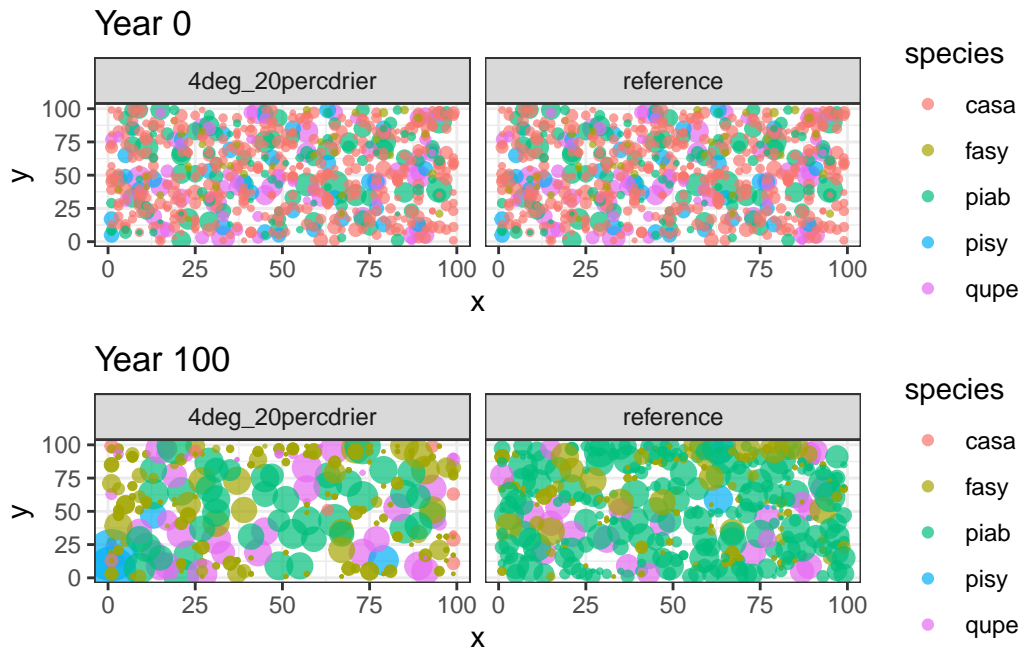 Year 0
4deg_20percdrier
reference
100
75
50
25
0
y
0 25 50 75 100
0 25 50 75 100
x
species
casa
fasy
piab
pisy
qupe
Year 100
4deg_20percdrier
reference
100
75
50
25
0
y
0 25 50 75 100
0 25 50 75 100
x
species
casa
fasy
piab
pisy
qupe